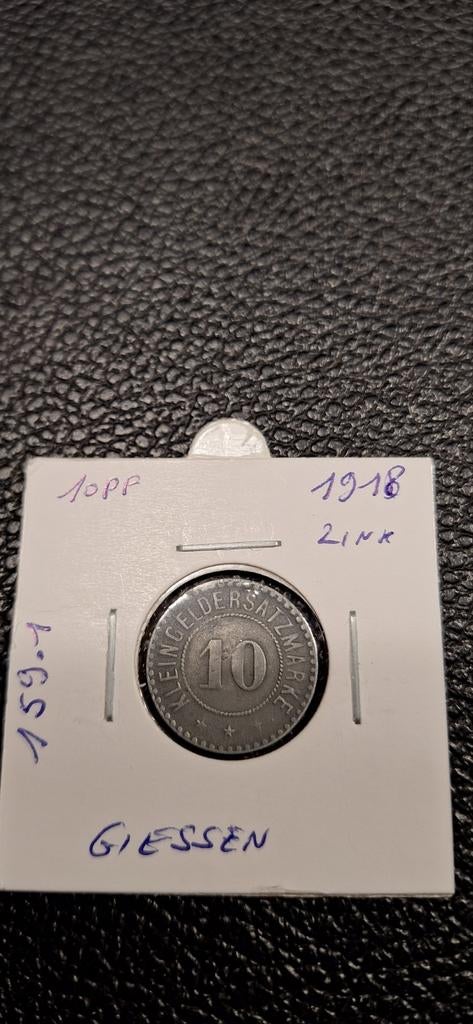 10PF
1918
ZINK
159.1
KLEINGELDERSATZMARKE
10
GIESSEN